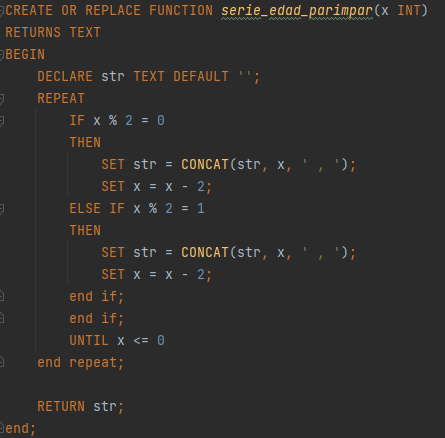 CREATE OR REPLACE FUNCTION serie_edad_parimpar(x INT)
RETURNS TEXT
BEGIN
    DECLARE str TEXT DEFAULT '';
    REPEAT
        IF x % 2 = 0
        THEN
            SET str = CONCAT(str, x, ' , ');
            SET x = x - 2;
        ELSE IF x % 2 = 1
        THEN
            SET str = CONCAT(str, x, ' , ');
            SET x = x - 2;
        end if;
        end if;
        UNTIL x <= 0
    end repeat;

    RETURN str;
end;